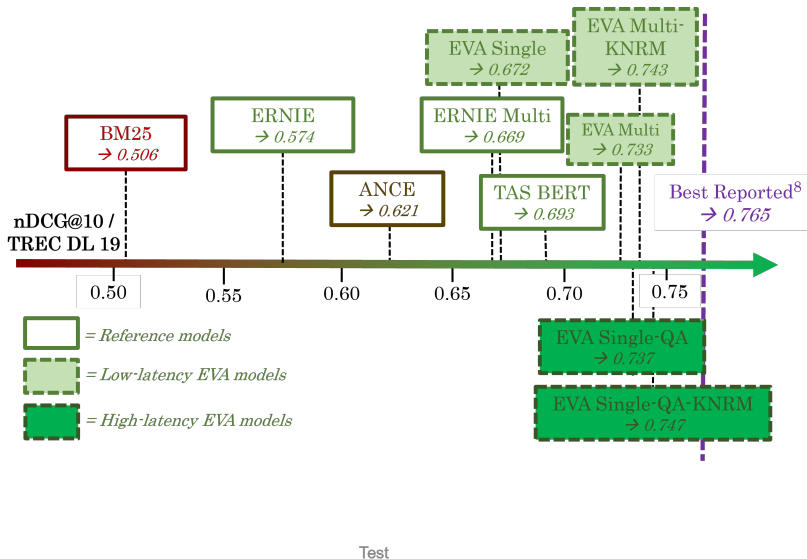 EVA Single
→ 0.672
EVA Multi-
KNRM
→ 0.743
BM25
→ 0.506
ERNIE
→ 0.574
ERNIE Multi
→ 0.669
EVA Multi
→ 0.733
ANCE
→ 0.621
TAS BERT
→ 0.693
Best Reported⁸
→ 0.765
nDCG@10 /
TREC DL 19
0.50
0.55
0.60
0.65
0.70
0.75
= Reference models
= Low-latency EVA models
= High-latency EVA models
EVA Single-QA
→ 0.737
EVA Single-QA-KNRM
→ 0.747
Test